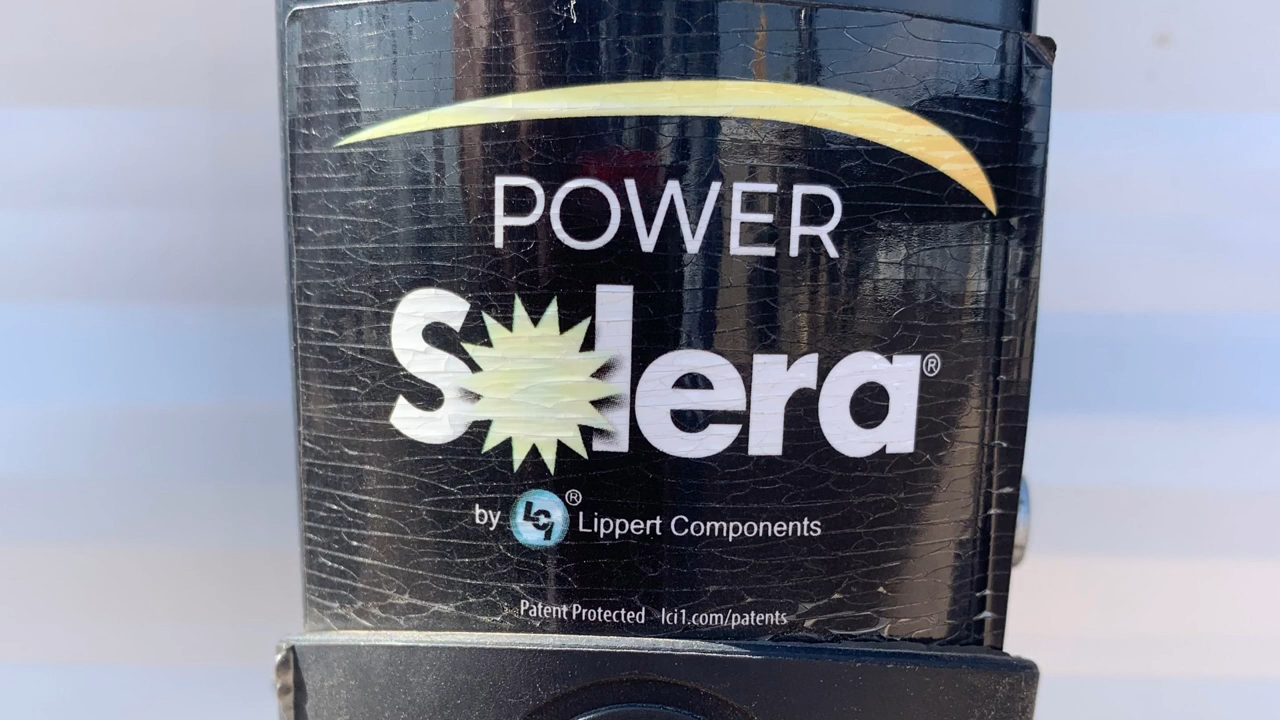 POWER
Solera®
by LCI® Lippert Components
Patent Protected lci1.com/patents